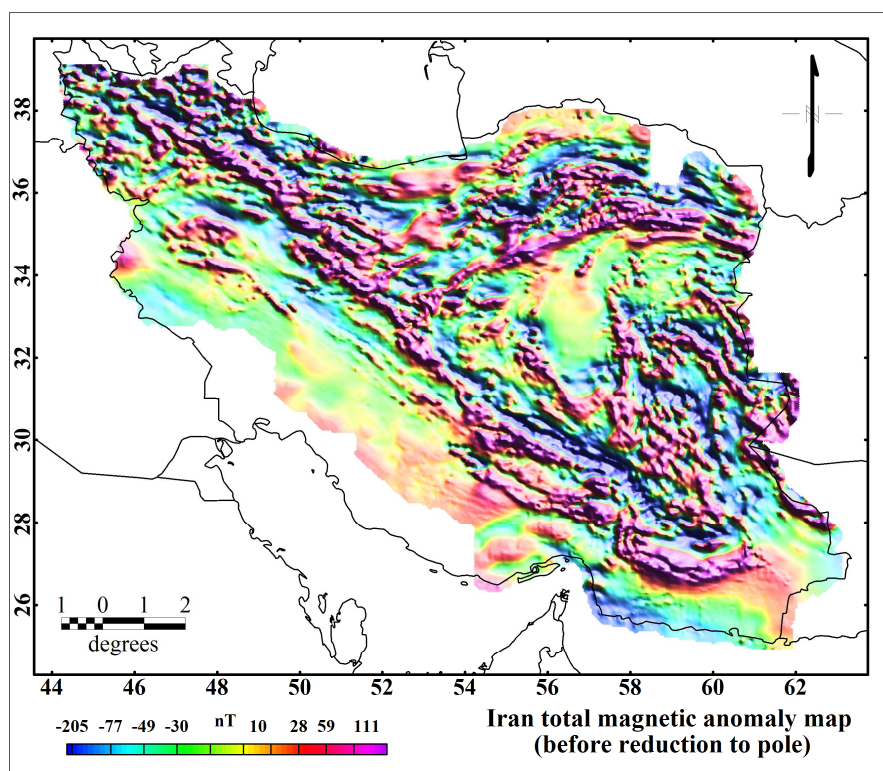 38
36
34
32
30
28
26
N
1 0 1 2
degrees
44 46 48 50 52 54 56 58 60 62
-205 -77 -49 -30 nT 10 28 59 111
Iran total magnetic anomaly map
(before reduction to pole)